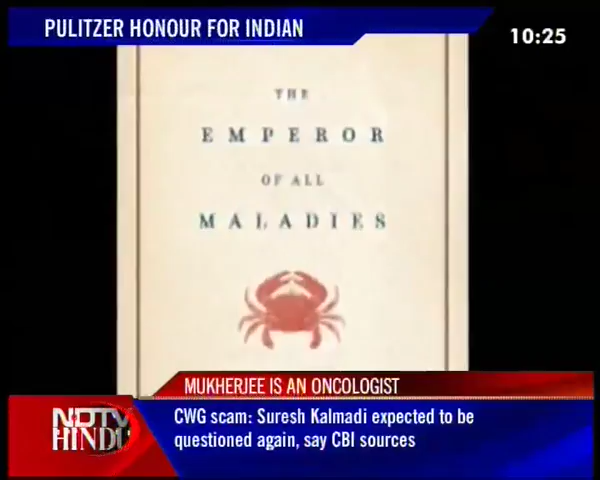 PULITZER HONOUR FOR INDIAN
10:25
THE
EMPEROR
OF ALL
MALADIES
MUKHERJEE IS AN ONCOLOGIST
NDTV
HINDU
CWG scam: Suresh Kalmadi expected to be
questioned again, say CBI sources